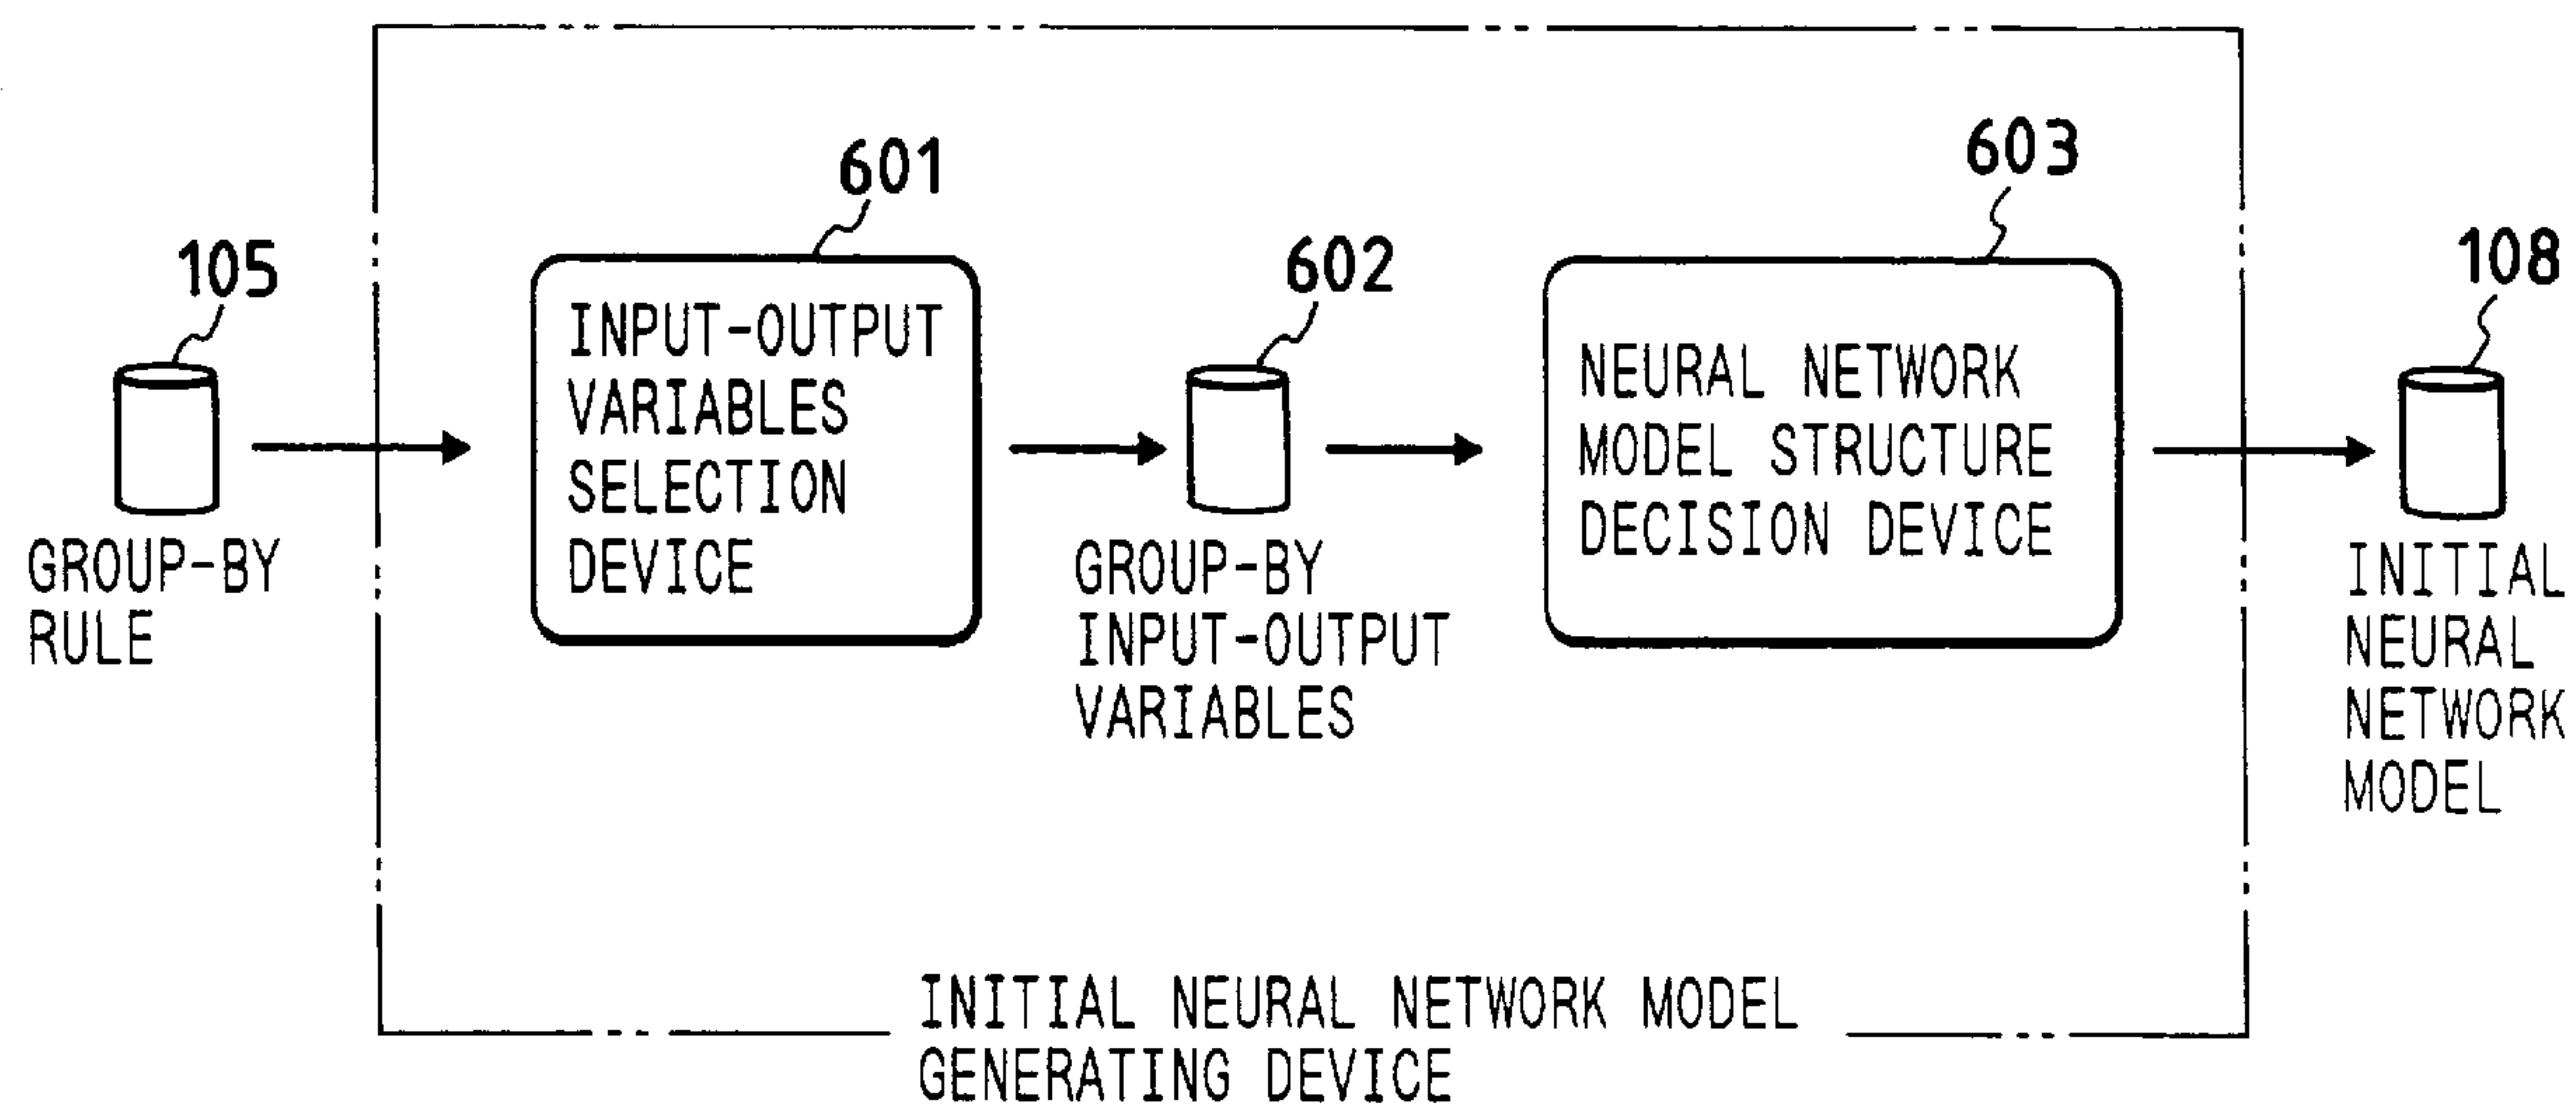 105
GROUP-BY
RULE
601
INPUT-OUTPUT
VARIABLES
SELECTION
DEVICE
602
GROUP-BY
INPUT-OUTPUT
VARIABLES
603
NEURAL NETWORK
MODEL STRUCTURE
DECISION DEVICE
108
INITIAL
NEURAL
NETWORK
MODEL
INITIAL NEURAL NETWORK MODEL
GENERATING DEVICE